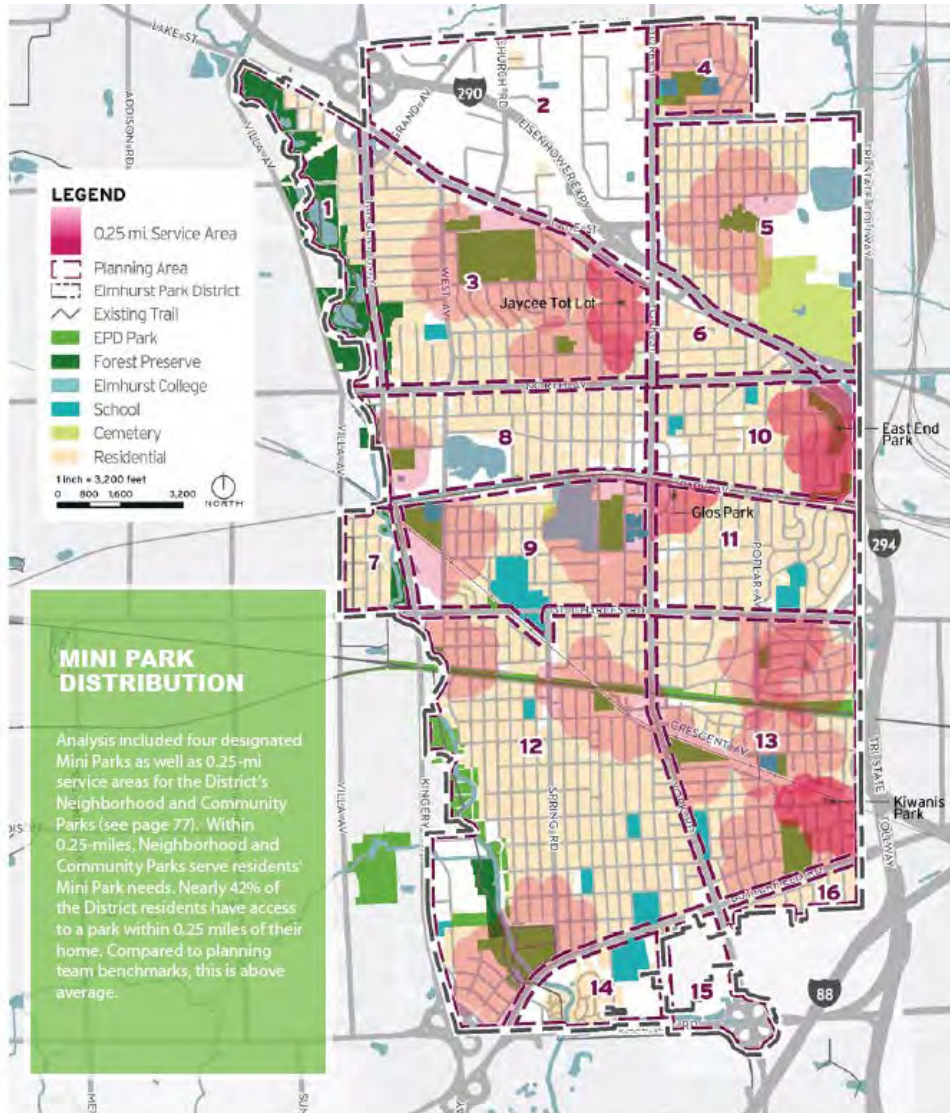 LAKE ST
ADDISON RD
VILLA AV
GRAND AV
290
CHURCH RD
EISENHOWER EXPY
2
4
TRI STATE TOLLWAY
1
LEGEND
0.25 mi. Service Area
Planning Area
Elmhurst Park District
Existing Trail
EPD Park
Forest Preserve
Elmhurst College
School
Cemetery
Residential
1 inch = 3,200 feet
0 800 1,600 3,200
NORTH
LAKE ST
WEST AV
3
5
Jaycee Tot Lot
6
NORTH AV
VILLA AV
8
10
East End
Park
Glos Park
7
9
11
POPLAR AV
294
ST CHARLES RD
MINI PARK
DISTRIBUTION
Analysis included four designated
Mini Parks as well as 0.25-mi
service areas for the District's
Neighborhood and Community
Parks (see page 77). Within
0.25-miles, Neighborhood and
Community Parks serve residents'
Mini Park needs. Nearly 42% of
the District residents have access
to a park within 0.25 miles of their
home. Compared to planning
team benchmarks, this is above
average.
12
13
CRESCENT AV
VILLA AV
KINGERY
SPRING RD
YORK ST
TRI STATE
TOLLWAY
Kiwanis
Park
BUTTERFIELD RD
16
14
15
88